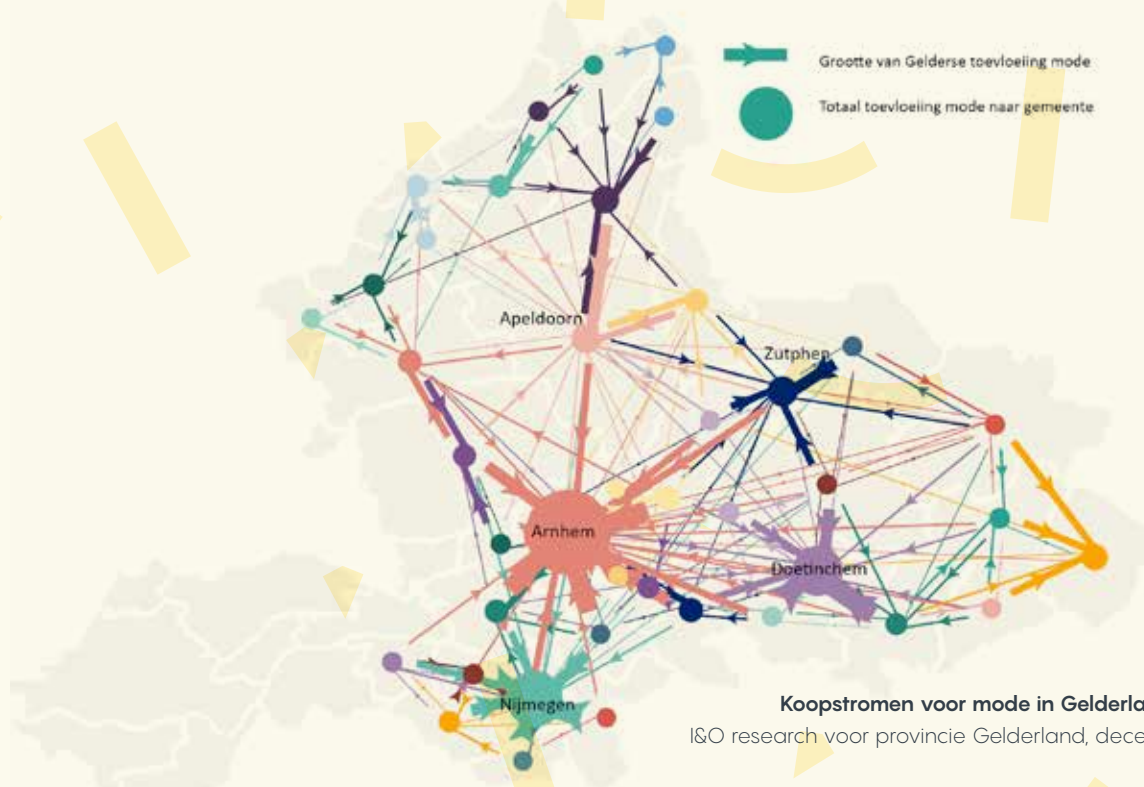 Grootte van Gelderse toevloeiing mode
Totaal toevloeiing mode naar gemeente
Apeldoorn
Zutphen
Arnhem
Doetinchem
Nijmegen
Koopstromen voor mode in Gelderla
I&O research voor provincie Gelderland, dece